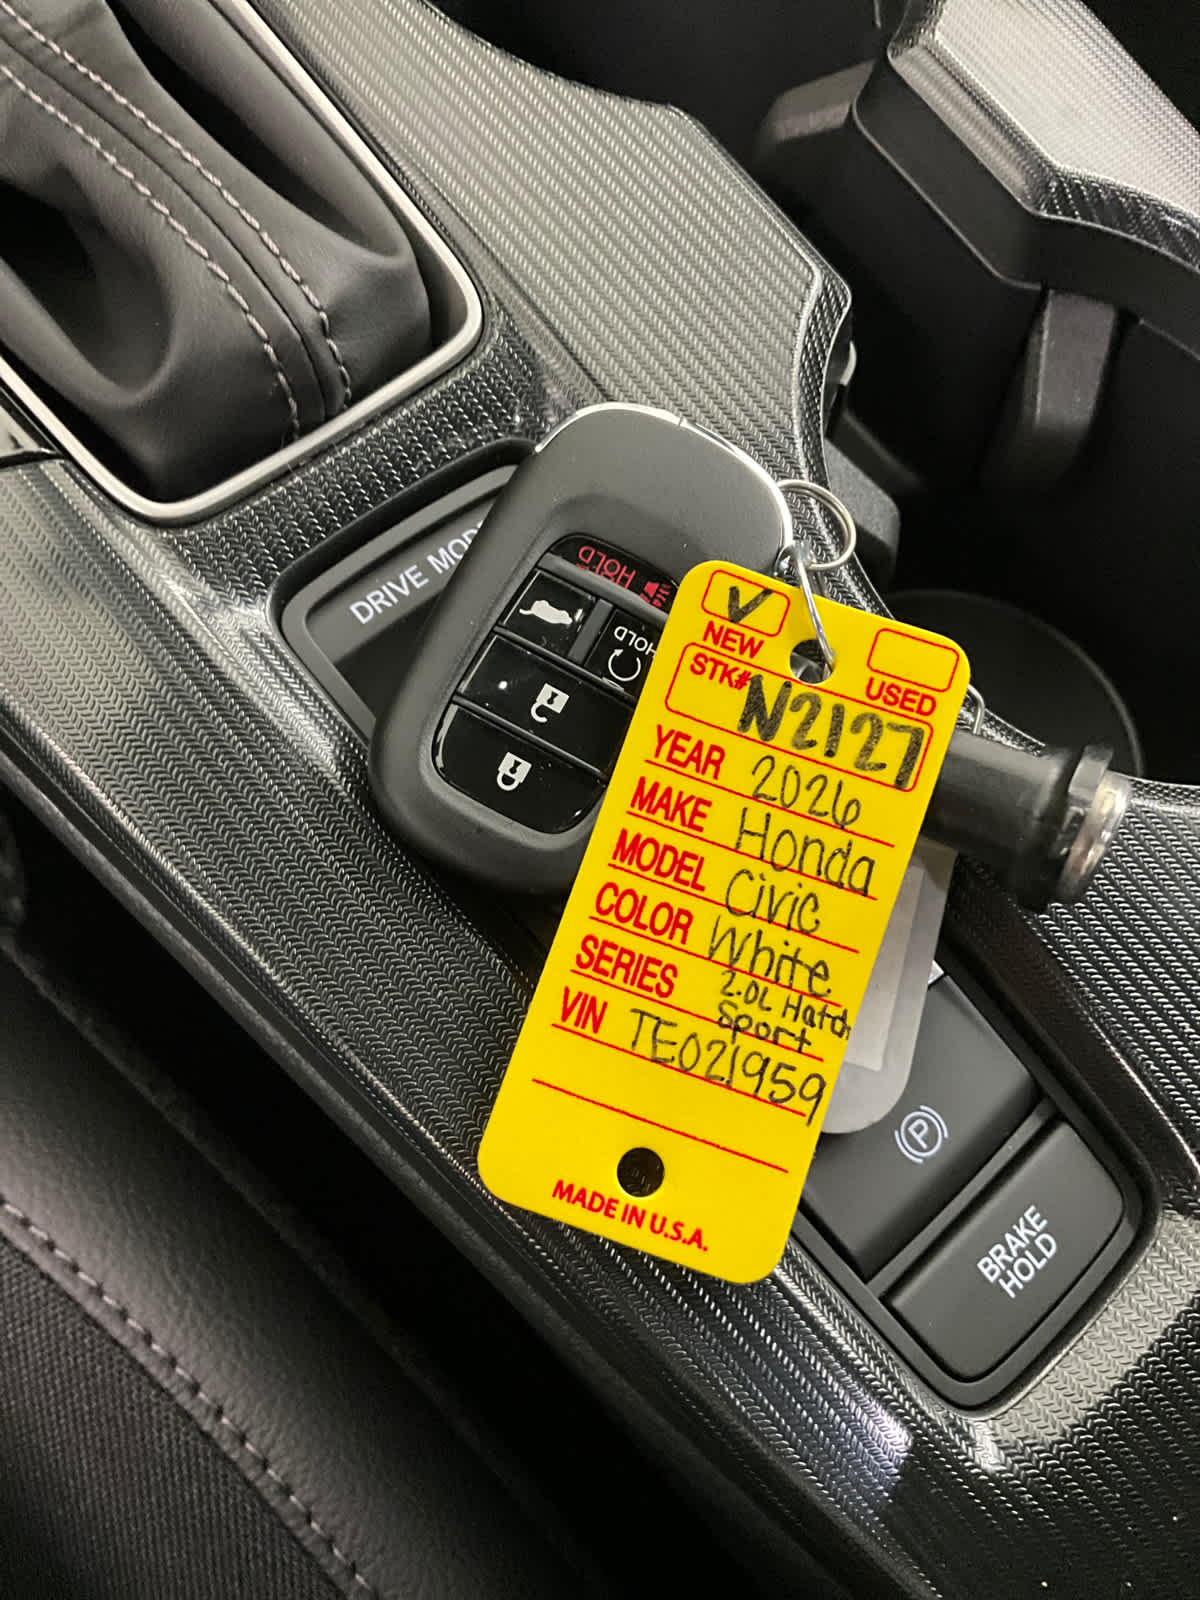 DRIVE MOD
HOLD
HOLD
NEW
USED
STK# N2127
YEAR 2026
MAKE Honda
MODEL Civic
COLOR White
SERIES 2.0L Hatch
Sport
VIN TE021959
MADE IN U.S.A.
P
BRAKE
HOLD